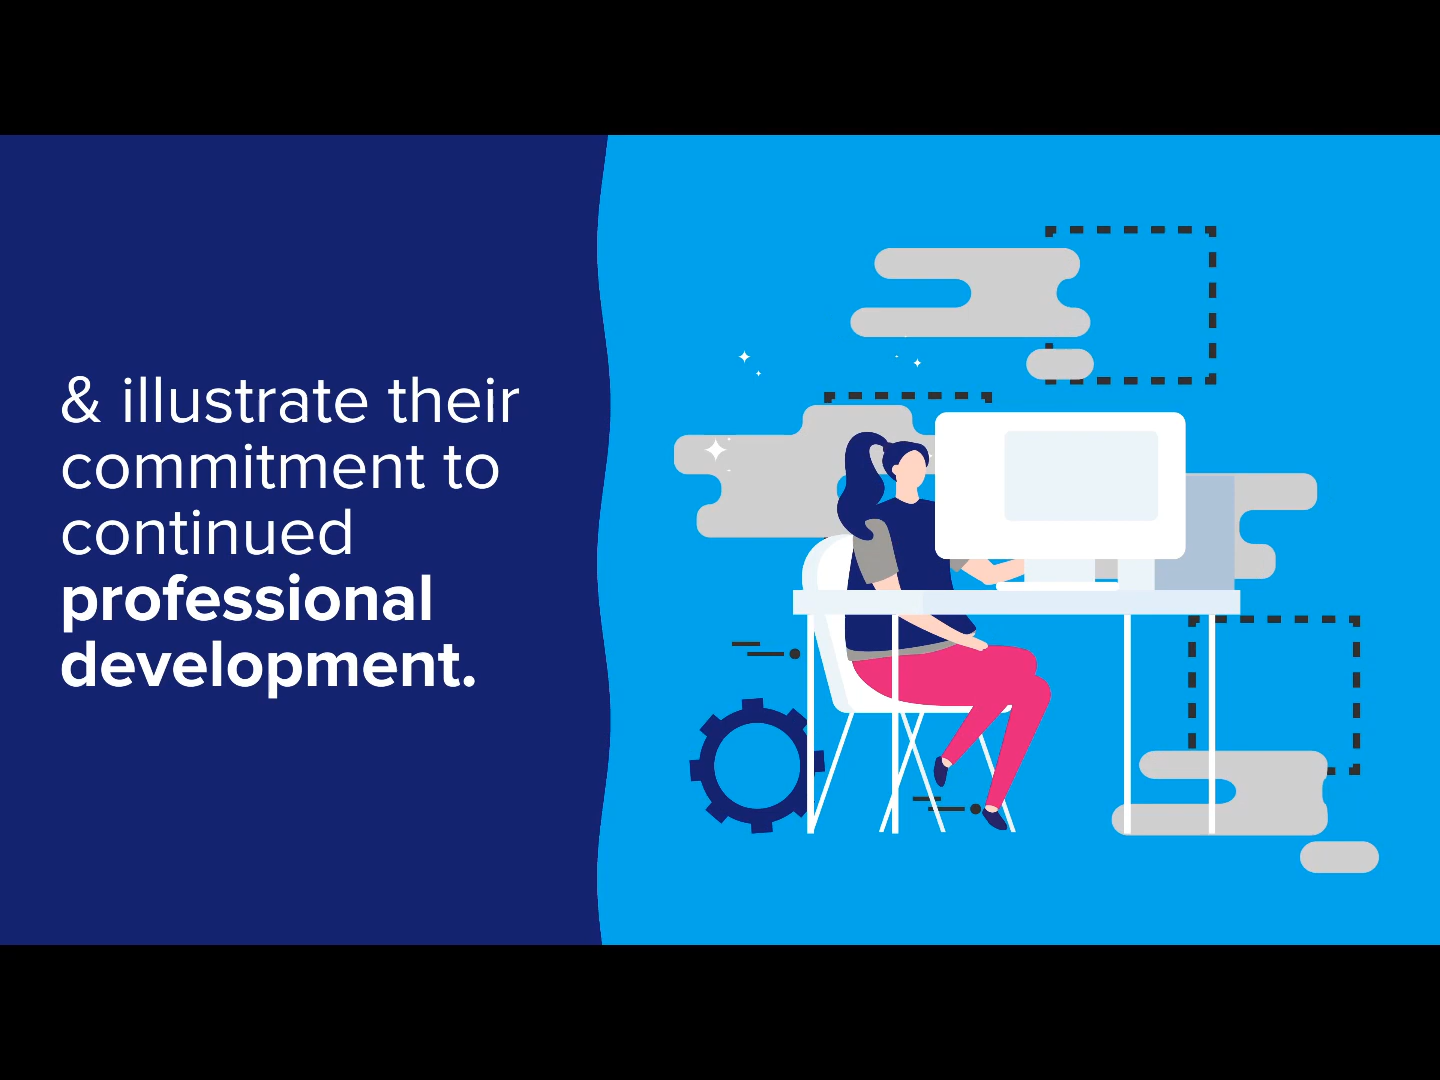 & illustrate their
commitment to
continued
professional
development.